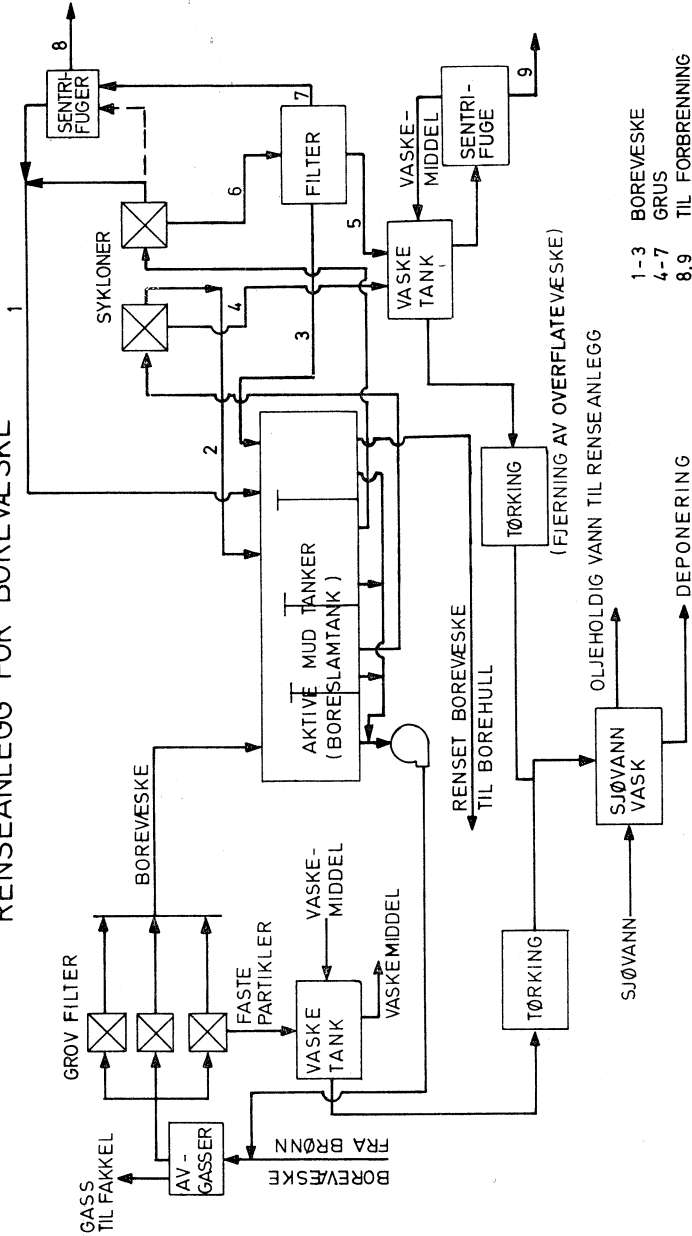 RENSEANLEGG FOR BOREVÆSKE
GASS
TIL FAKKEL
AV-
GASSER
BOREVÆSKE
FRA BRØNN
GROV FILTER
BOREVÆSKE
FASTE
PARTIKLER
VASKE
TANK
VASKE-
MIDDEL
VASKEMIDDEL
AKTIVE MUD TANKER
(BORESLAMTANK)
RENSET BOREVÆSKE
TIL BOREHULL
1
2
3
4
5
6
7
8
9
SYKLONER
SENTRI-
FUGER
FILTER
VASKE-
MIDDEL
VASKE
TANK
SENTRI-
FUGE
TØRKING
(FJERNING AV OVERFLATEVÆSKE)
TØRKING
SJØVANN
SJØVANN
VASK
OLJEHOLDIG VANN TIL RENSEANLEGG
DEPONERING
1-3 BOREVÆSKE
4-7 GRUS
8.9 TIL FORBRENNING